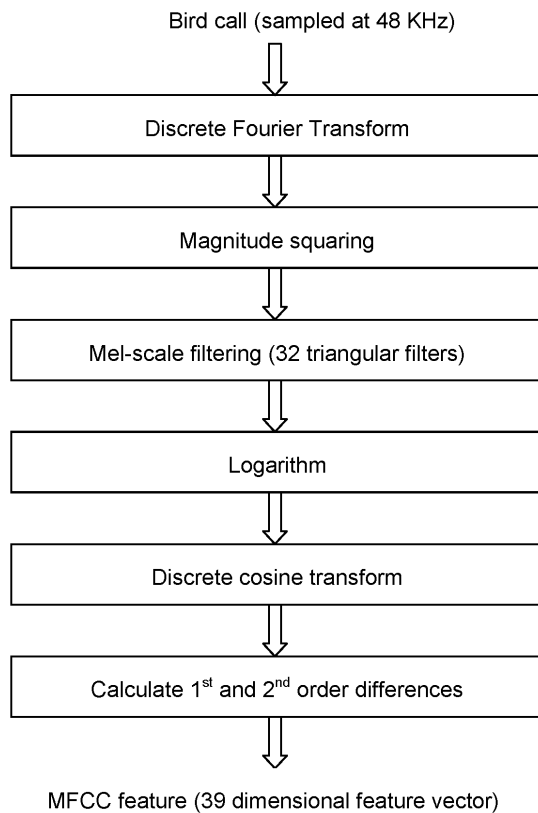 Bird call (sampled at 48 KHz)
Discrete Fourier Transform
Magnitude squaring
Mel-scale filtering (32 triangular filters)
Logarithm
Discrete cosine transform
Calculate 1st and 2nd order differences
MFCC feature (39 dimensional feature vector)